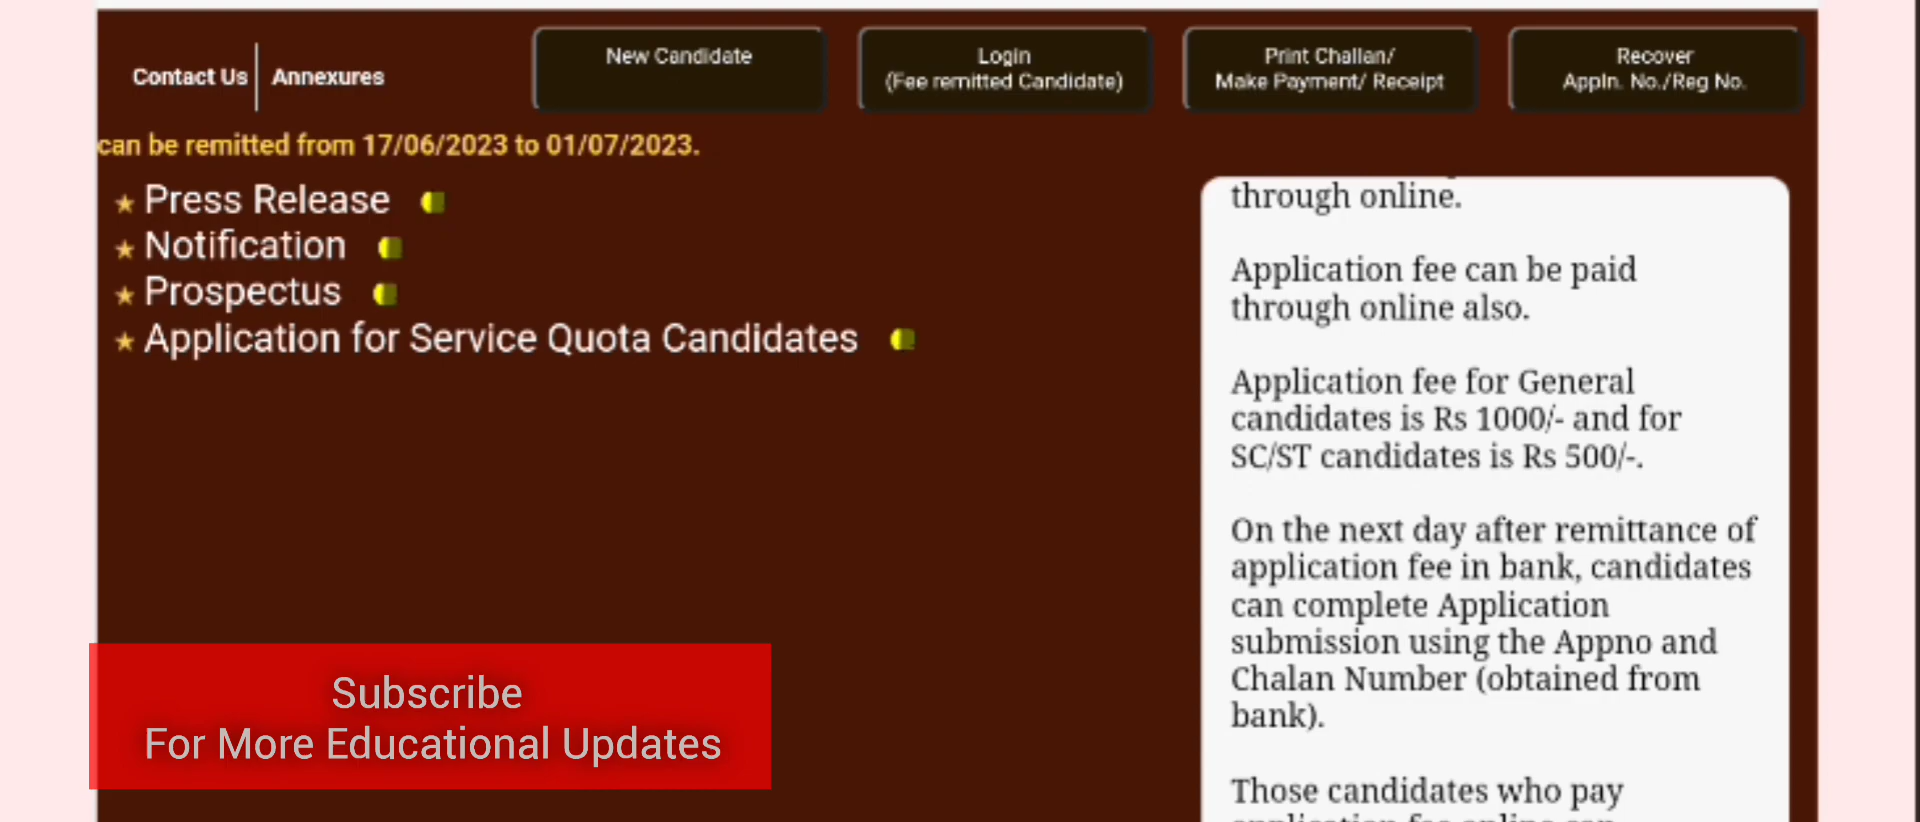 Contact Us
Annexures
New Candidate
Login
(Fee remitted Candidate)
Print Challan/
Make Payment/ Receipt
Recover
Appln. No./Reg No.
can be remitted from 17/06/2023 to 01/07/2023.
Press Release
Notification
Prospectus
Application for Service Quota Candidates
through online.
Application fee can be paid
through online also.
Application fee for General
candidates is Rs 1000/- and for
SC/ST candidates is Rs 500/-.
On the next day after remittance of
application fee in bank, candidates
can complete Application
submission using the Appno and
Chalan Number (obtained from
bank).
Those candidates who pay
Subscribe
For More Educational Updates